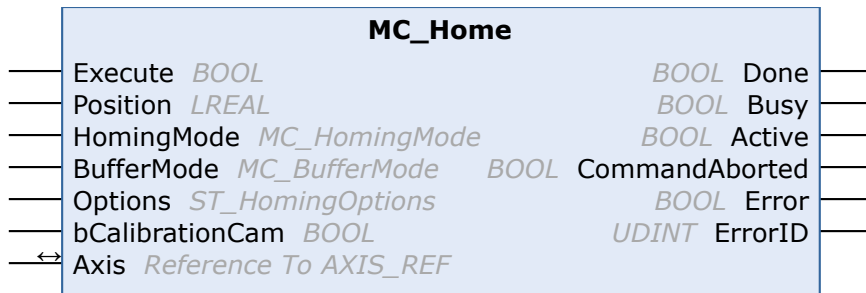 MC_Home
Execute BOOL BOOL Done
Position LREAL BOOL Busy
HomingMode MC_HomingMode BOOL Active
BufferMode MC_BufferMode BOOL CommandAborted
Options ST_HomingOptions BOOL Error
bCalibrationCam BOOL UDINT ErrorID
↔ Axis Reference To AXIS_REF